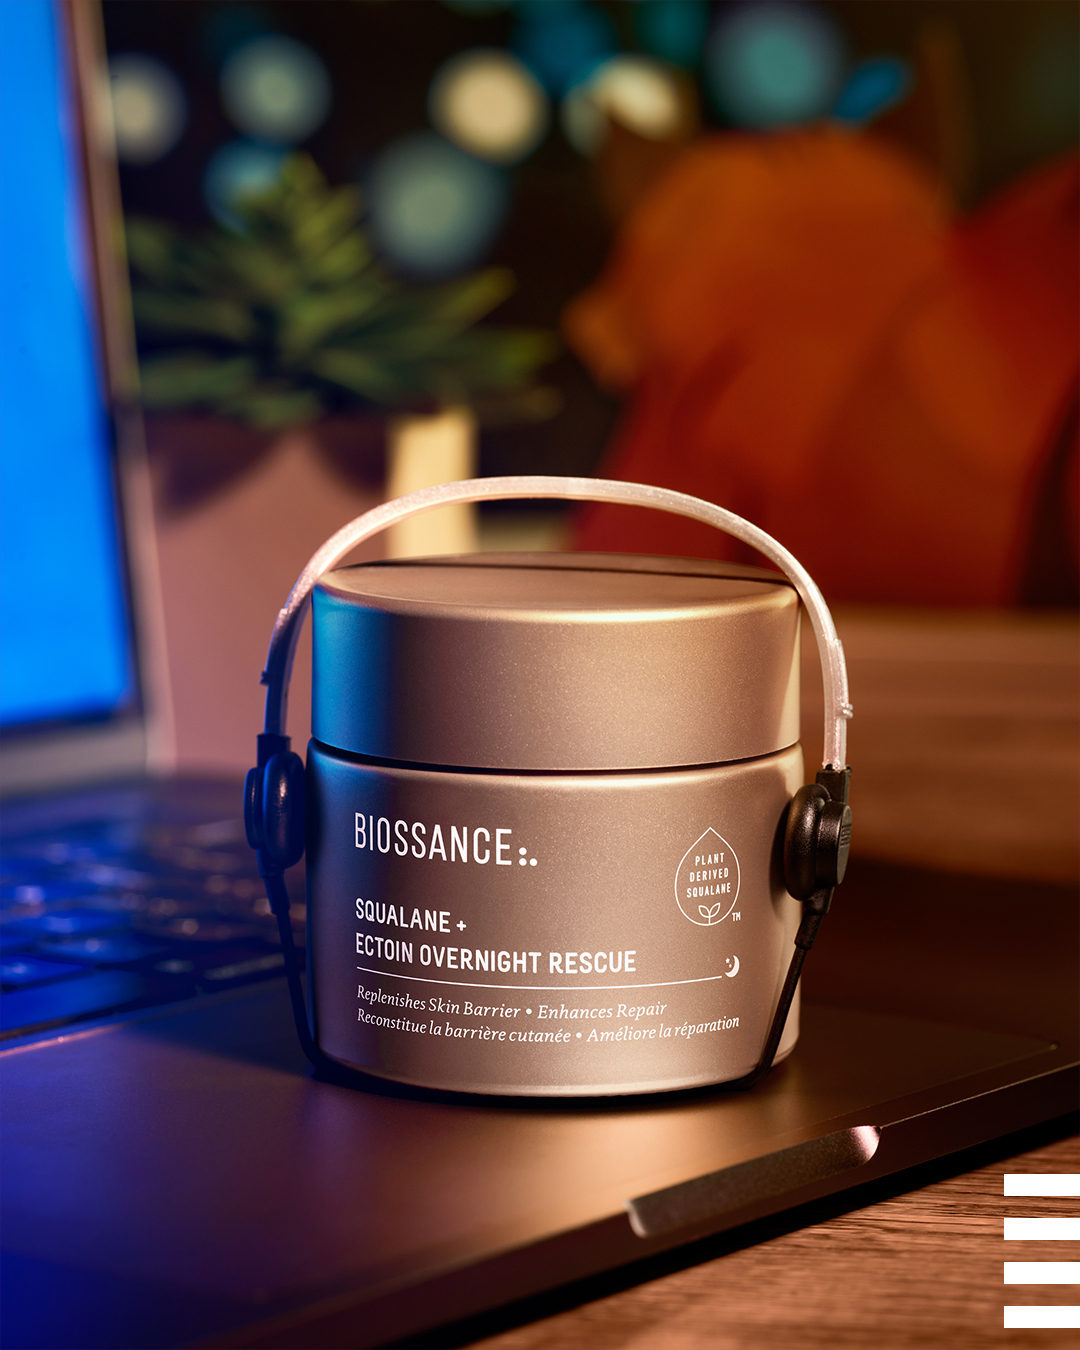 BIOSSANCE:.
PLANT
DERIVED
SQUALANE
TM
SQUALANE +
ECTOIN OVERNIGHT RESCUE
Replenishes Skin Barrier • Enhances Repair
Reconstitue la barrière cutanée • Améliore la réparation